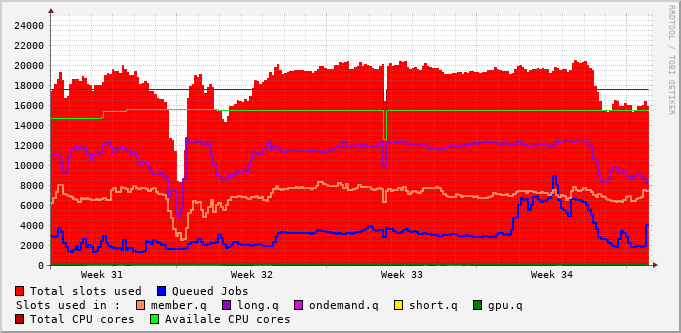 RRDTOOL / TOBI OETIKER
24000
22000
20000
18000
16000
14000
12000
10000
8000
6000
4000
2000
0
Week 31 Week 32 Week 33 Week 34
Total slots used Queued Jobs
Slots used in : member.q long.q ondemand.q short.q gpu.q
Total CPU cores Availale CPU cores